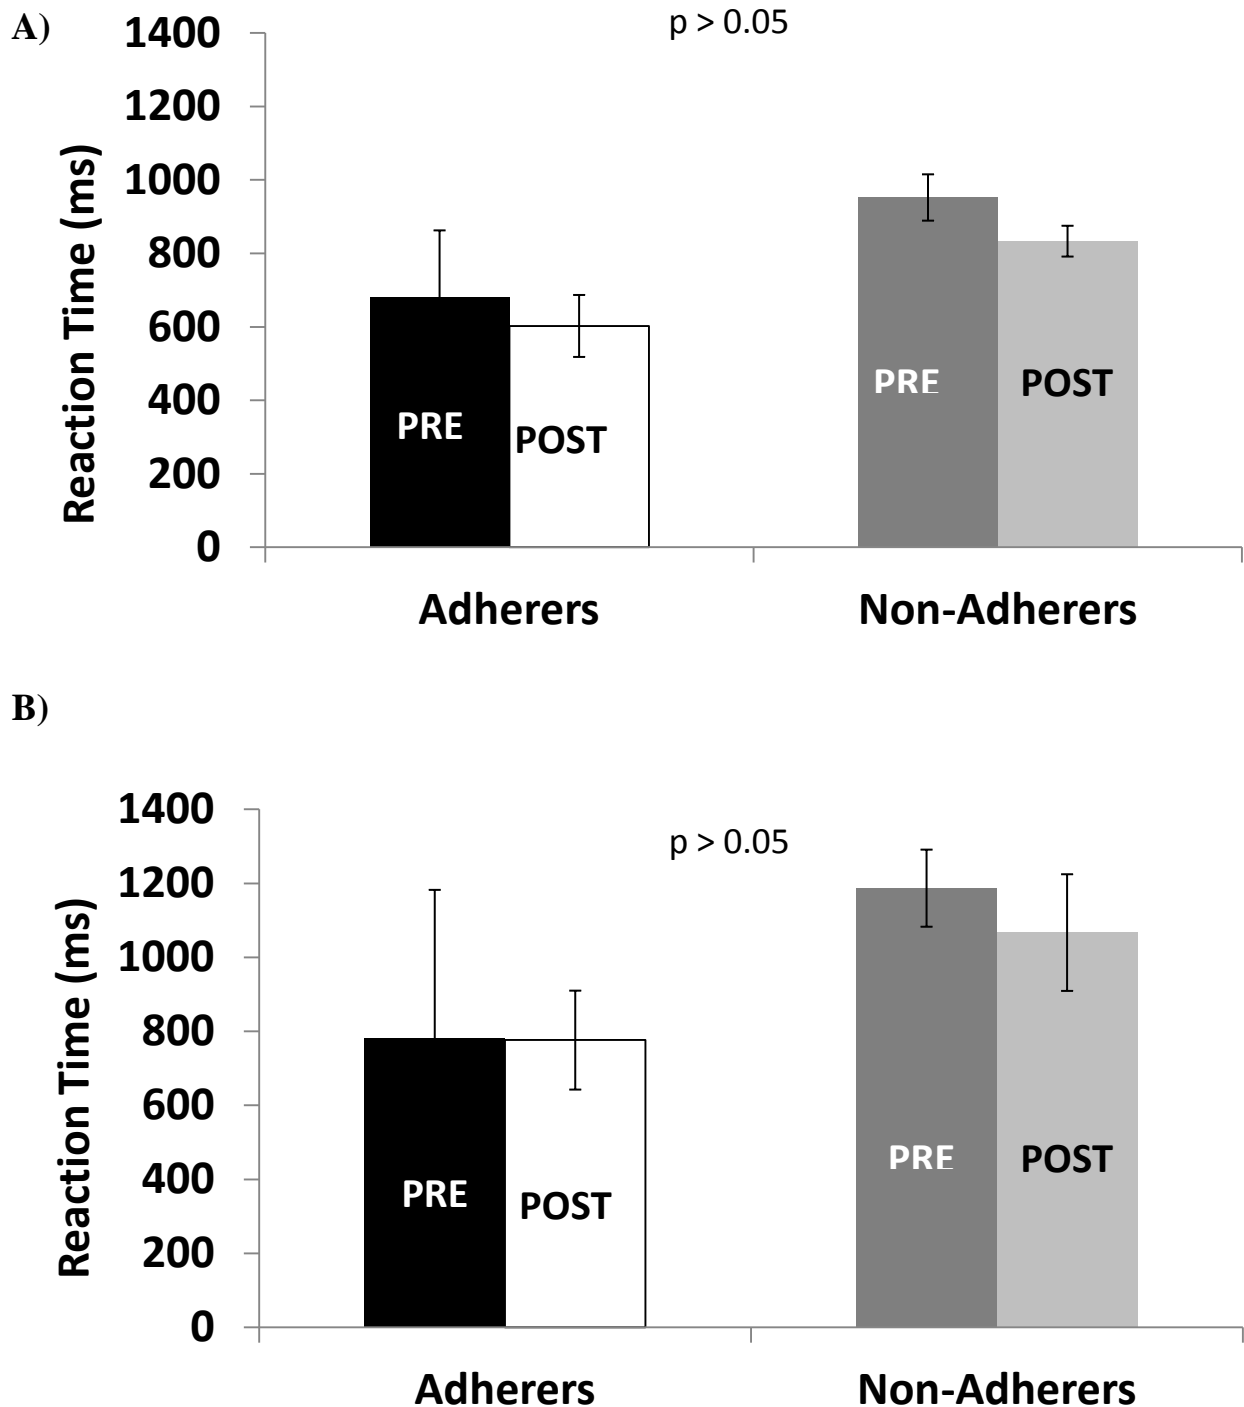 A)
p > 0.05
Reaction Time (ms)
1400
1200
1000
800
600
400
200
0
PRE
POST
PRE
POST
Adherers
Non-Adherers
B)
p > 0.05
Reaction Time (ms)
1400
1200
1000
800
600
400
200
0
PRE
POST
PRE
POST
Adherers
Non-Adherers